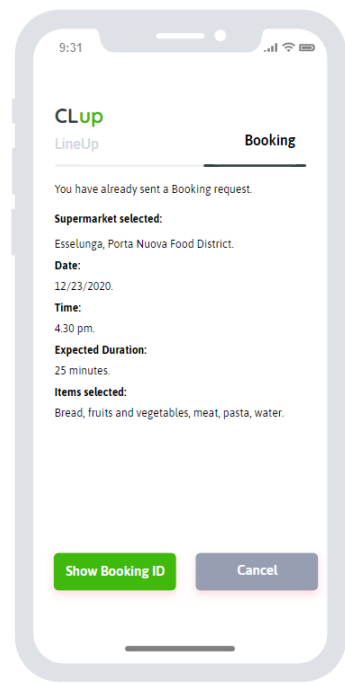 9:31
CLup
LineUp
Booking
You have already sent a Booking request.
Supermarket selected:
Esselunga, Porta Nuova Food District.
Date:
12/23/2020.
Time:
4.30 pm.
Expected Duration:
25 minutes.
Items selected:
Bread, fruits and vegetables, meat, pasta, water.
Show Booking ID
Cancel